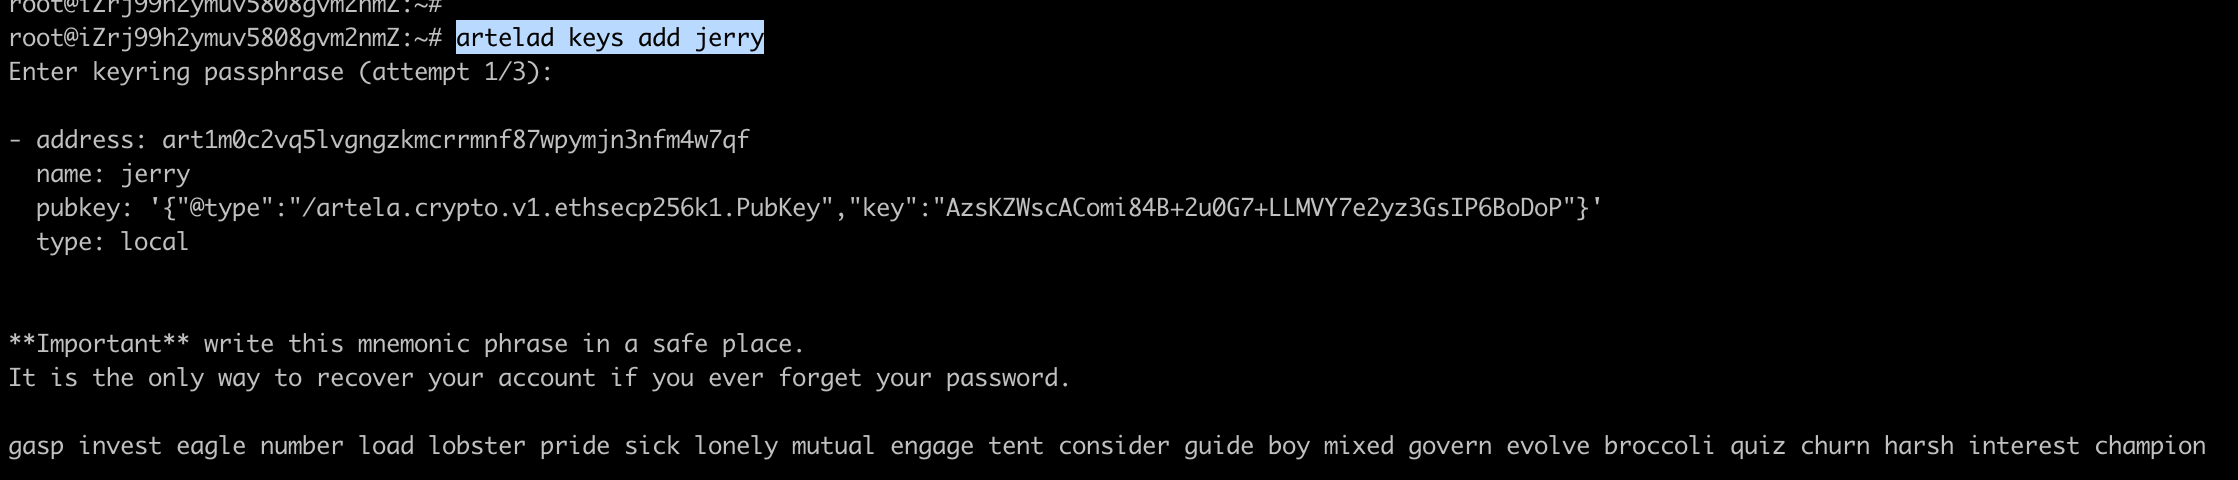 root@iZrj99h2ymuv5808gvm2nmZ:~#
root@iZrj99h2ymuv5808gvm2nmZ:~# artelad keys add jerry
Enter keyring passphrase (attempt 1/3):
- address: art1m0c2vq5lvgngzkmcrrmnf87wpymjn3nfm4w7qf
name: jerry
pubkey: '{"@type":"/artela.crypto.v1.ethsecp256k1.PubKey","key":"AzsKZWscAComi84B+2u0G7+LLMVY7e2yz3GsIP6BoDoP"}'
type: local
**Important** write this mnemonic phrase in a safe place.
It is the only way to recover your account if you ever forget your password.
gasp invest eagle number load lobster pride sick lonely mutual engage tent consider guide boy mixed govern evolve broccoli quiz churn harsh interest champion